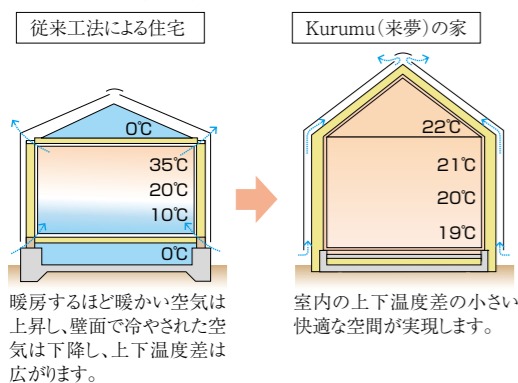 従来工法による住宅
0℃
35℃
20℃
10℃
0℃
暖房するほど暖かい空気は
上昇し、壁面で冷やされた空
気は下降し、上下温度差は
広がります。
Kurumu(来夢)の家
22℃
21℃
20℃
19℃
室内の上下温度差の小さい
快適な空間が実現します。